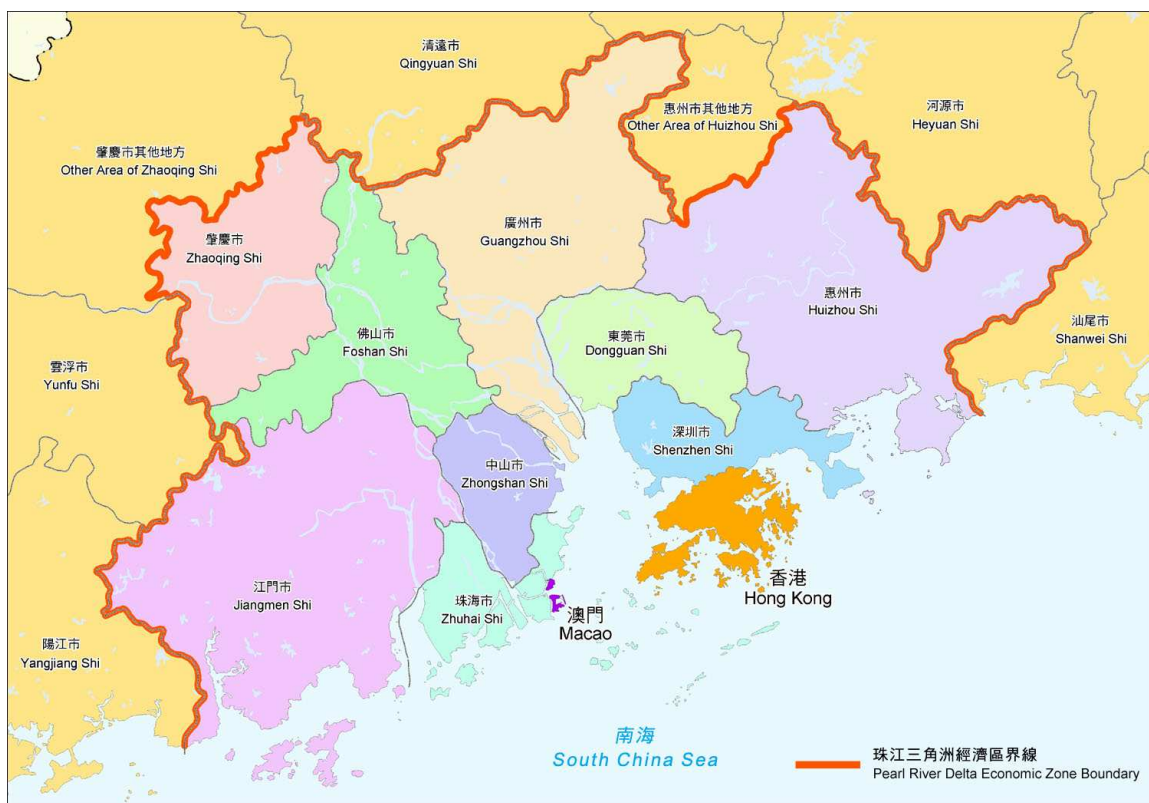 清遠市
Qingyuan Shi
惠州市其他地方
Other Area of Huizhou Shi
河源市
Heyuan Shi
肇慶市其他地方
Other Area of Zhaoqing Shi
肇慶市
Zhaoqing Shi
廣州市
Guangzhou Shi
惠州市
Huizhou Shi
佛山市
Foshan Shi
東莞市
Dongguan Shi
汕尾市
Shanwei Shi
雲浮市
Yunfu Shi
深圳市
Shenzhen Shi
中山市
Zhongshan Shi
香港
Hong Kong
江門市
Jiangmen Shi
珠海市
Zhuhai Shi
澳門
Macao
陽江市
Yangjiang Shi
南海
South China Sea
珠江三角洲經濟區界線
Pearl River Delta Economic Zone Boundary